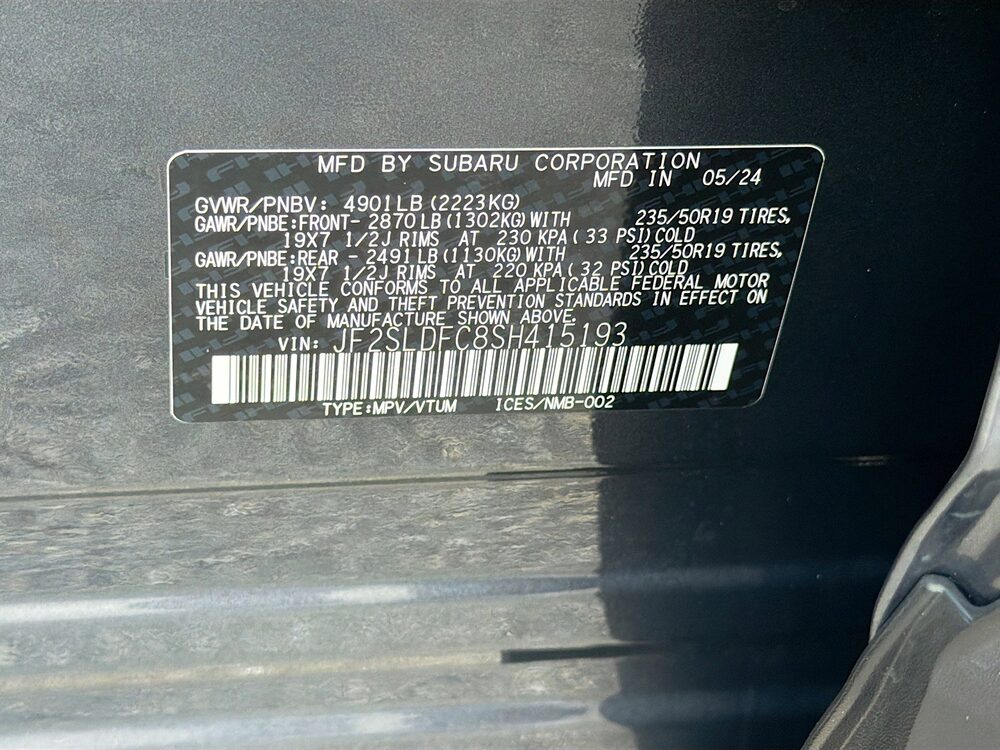 MFD BY SUBARU CORPORATION
MFD IN 05/24
GVWR/PNBV: 4901LB (2223KG)
GAWR/PNBE:FRONT- 2870LB(1302KG)WITH 235/50R19 TIRES,
19X7 1/2J RIMS AT 230 KPA( 33 PSI)COLD
GAWR/PNBE:REAR - 2491LB(1130KG)WITH 235/50R19 TIRES,
19X7 1/2J RIMS AT 220 KPA( 32 PSI)COLD
THIS VEHICLE CONFORMS TO ALL APPLICABLE FEDERAL MOTOR
VEHICLE SAFETY AND THEFT PREVENTION STANDARDS IN EFFECT ON
THE DATE OF MANUFACTURE SHOWN ABOVE.
VIN: JF2SLDFC8SH415193
TYPE:MPV/VTUM ICES/NMB-002